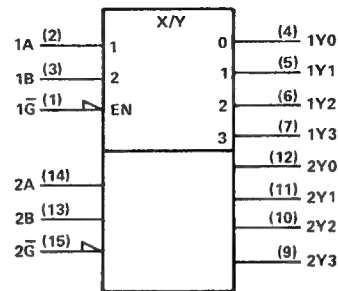 X/Y
1A (2) 1 0 (4) 1Y0
1B (3) 2 1 (5) 1Y1
1G̅ (1) EN 2 (6) 1Y2
3 (7) 1Y3
(12) 2Y0
2A (14) (11) 2Y1
2B (13) (10) 2Y2
2G̅ (15) (9) 2Y3